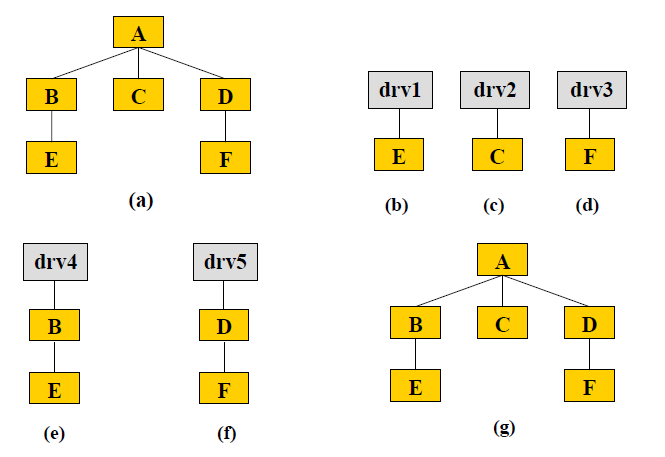 A
B C D
E F
(a)
drv1 drv2 drv3
E C F
(b) (c) (d)
drv4 drv5
B D
E F
(e) (f)
A
B C D
E F
(g)